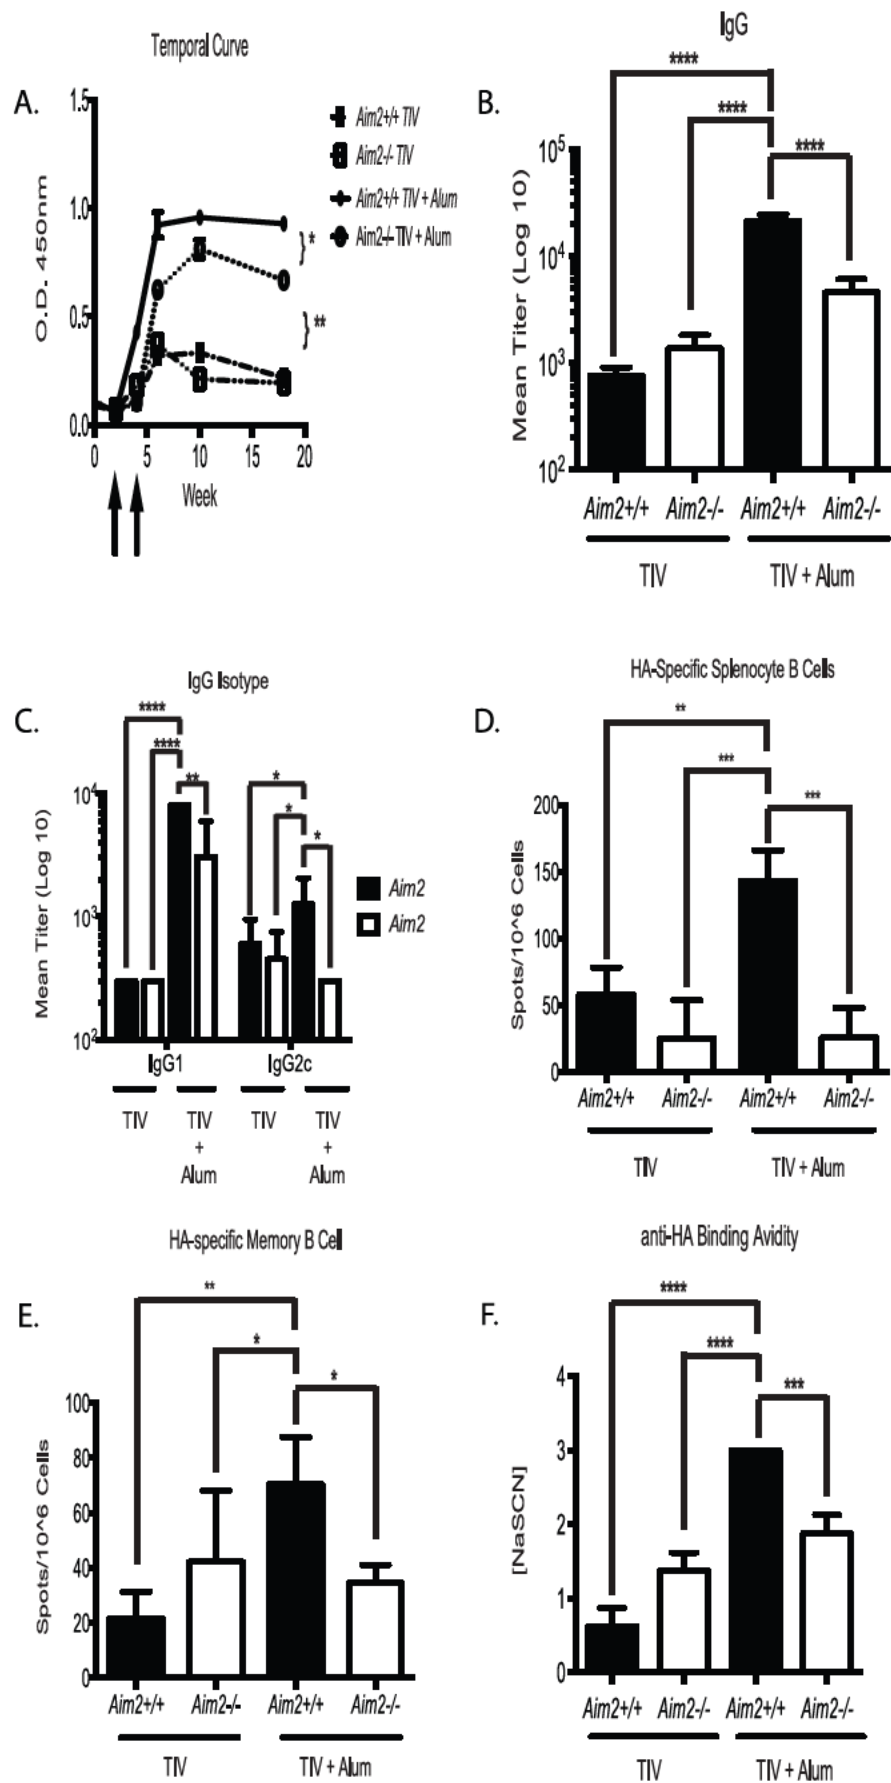 Temporal Curve
A.
1.5
1.0
0.5
0.0
O.D. 450nm
0 5 10 15 20
Week
Aim2+/+ TIV
Aim2-/- TIV
Aim2+/+ TIV + Alum
Aim2-/- TIV + Alum
*
**
IgG
B.
****
****
****
10^5
10^4
10^3
10^2
Mean Titer (Log 10)
Aim2+/+ Aim2-/- Aim2+/+ Aim2-/-
TIV TIV + Alum
IgG Isotype
C.
****
****
**
*
*
*
10^4
10^3
10^2
Mean Titer (Log 10)
Aim2
Aim2
IgG1 IgG2c
TIV TIV TIV TIV
+ +
Alum Alum
HA-Specific Splenocyte B Cells
D.
**
***
***
200
150
100
50
0
Spots/10^6 Cells
Aim2+/+ Aim2-/- Aim2+/+ Aim2-/-
TIV TIV + Alum
HA-specific Memory B Cell
E.
**
*
*
100
80
60
40
20
0
Spots/10^6 Cells
Aim2+/+ Aim2-/- Aim2+/+ Aim2-/-
TIV TIV + Alum
anti-HA Binding Avidity
F.
****
****
***
4
3
2
1
0
[NaSCN]
Aim2+/+ Aim2-/- Aim2+/+ Aim2-/-
TIV TIV + Alum